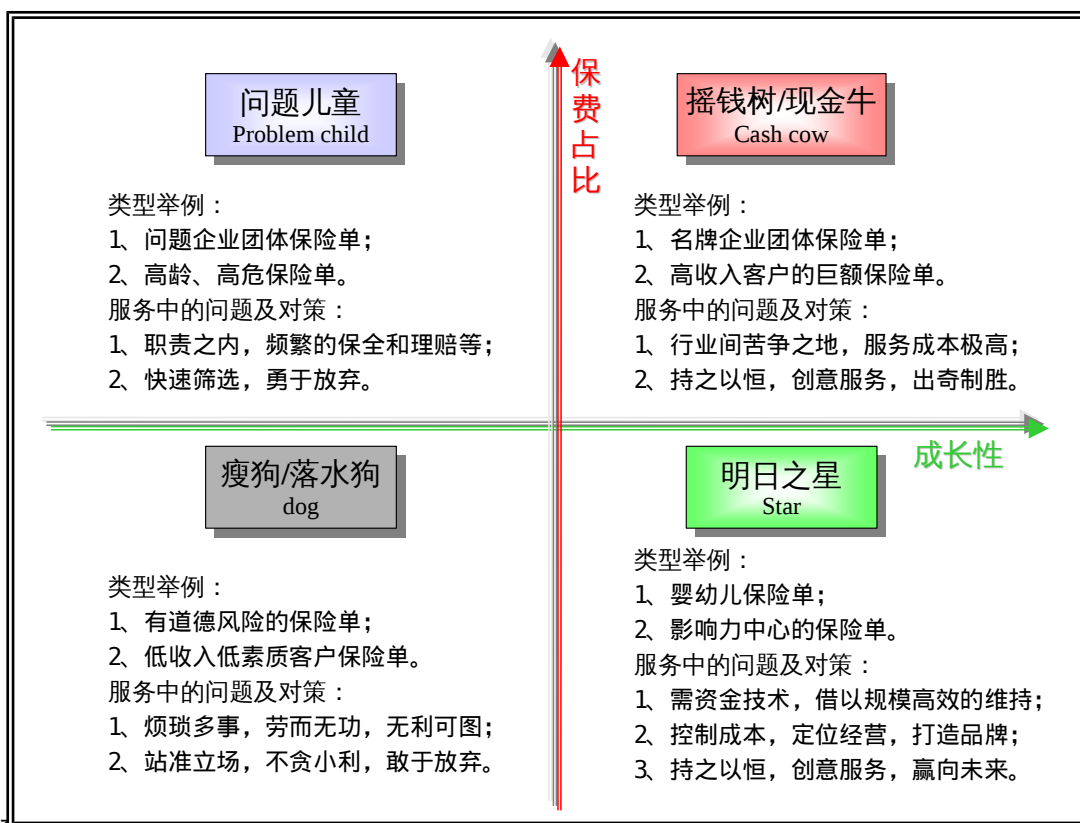 问题儿童
Problem child
类型举例：
1、问题企业团体保险单；
2、高龄、高危保险单。
服务中的问题及对策：
1、职责之内，频繁的保全和理赔等；
2、快速筛选，勇于放弃。
保
费
占
比
摇钱树/现金牛
Cash cow
类型举例：
1、名牌企业团体保险单；
2、高收入客户的巨额保险单。
服务中的问题及对策：
1、行业间苦争之地，服务成本极高；
2、持之以恒，创意服务，出奇制胜。
成长性
瘦狗/落水狗
dog
类型举例：
1、有道德风险的保险单；
2、低收入低素质客户保险单。
服务中的问题及对策：
1、烦琐多事，劳而无功，无利可图；
2、站准立场，不贪小利，敢于放弃。
明日之星
Star
类型举例：
1、婴幼儿保险单；
2、影响力中心的保险单。
服务中的问题及对策：
1、需资金技术，借以规模高效的维持；
2、控制成本，定位经营，打造品牌；
3、持之以恒，创意服务，赢向未来。